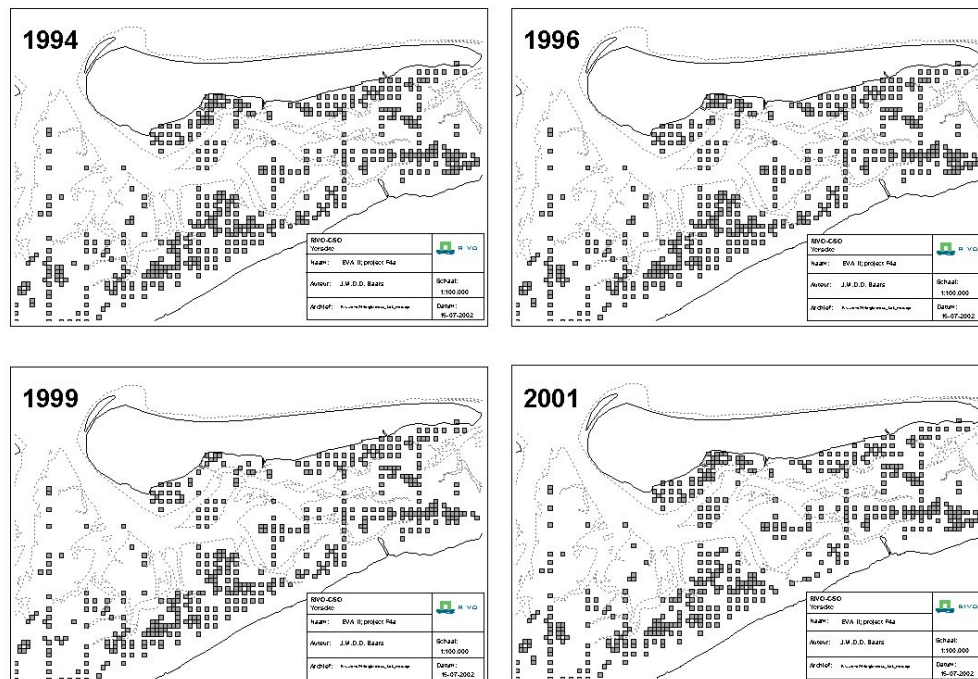 1994
RIVO-CSO
Yerseke
RIVO
Naam: EVA II; project F4a
Auteur: J.M.D.D. Baars
Schaal:
1:100.000
Archief:
Datum:
15-07-2002
1996
RIVO-CSO
Yerseke
RIVO
Naam: EVA II; project F4a
Auteur: J.M.D.D. Baars
Schaal:
1:100.000
Archief:
Datum:
15-07-2002
1999
RIVO-CSO
Yerseke
RIVO
Naam: EVA II; project F4a
Auteur: J.M.D.D. Baars
Schaal:
1:100.000
Archief:
Datum:
15-07-2002
2001
RIVO-CSO
Yerseke
RIVO
Naam: EVA II; project F4a
Auteur: J.M.D.D. Baars
Schaal:
1:100.000
Archief:
Datum:
15-07-2002